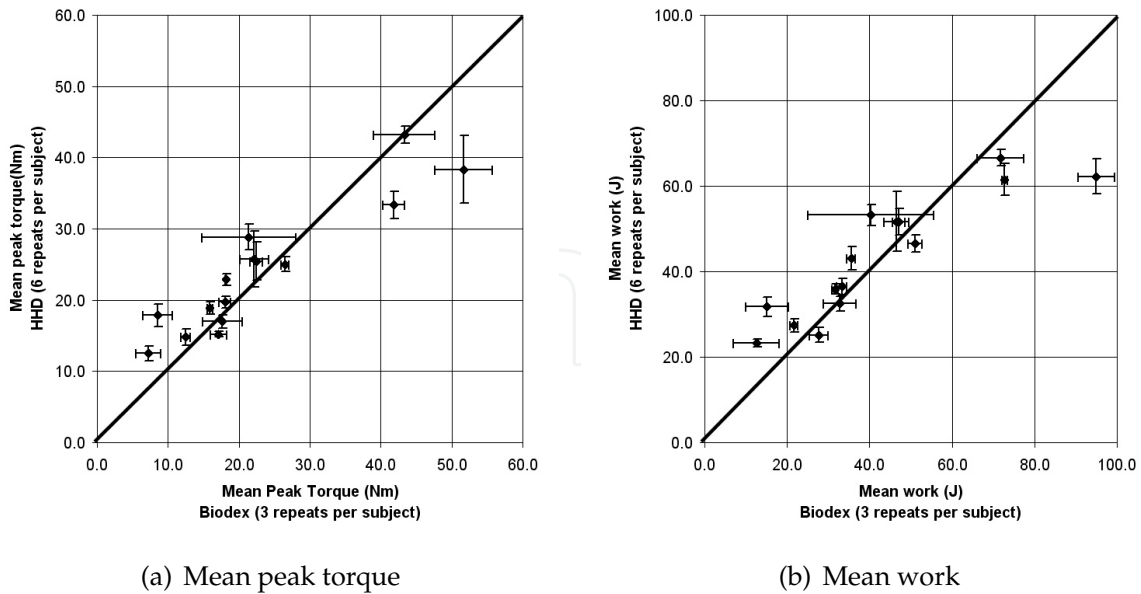 60.0
50.0
40.0
30.0
20.0
10.0
0.0
0.0 10.0 20.0 30.0 40.0 50.0 60.0
Mean peak torque(Nm)
HHD (6 repeats per subject)
Mean Peak Torque (Nm)
Biodex (3 repeats per subject)
(a) Mean peak torque
100.0
80.0
60.0
40.0
20.0
0.0
0.0 20.0 40.0 60.0 80.0 100.0
Mean work (J)
HHD (6 repeats per subject)
Mean work (J)
Biodex (3 repeats per subject)
(b) Mean work